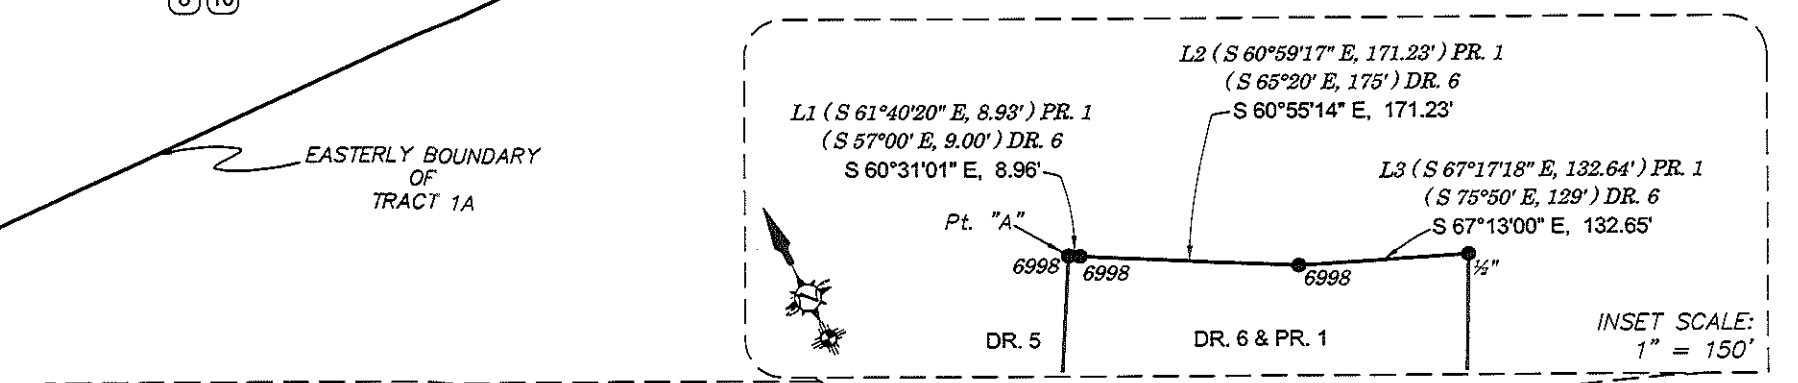 EASTERLY BOUNDARY
OF
TRACT 1A
L1 (S 61°40'20" E, 8.93') PR. 1
(S 57°00' E, 9.00') DR. 6
S 60°31'01" E, 8.96'
L2 (S 60°59'17" E, 171.23') PR. 1
(S 65°20' E, 175') DR. 6
S 60°55'14" E, 171.23'
L3 (S 67°17'18" E, 132.64') PR. 1
(S 75°50' E, 129') DR. 6
S 67°13'00" E, 132.65'
Pt. "A"
6998
6998
6998
½"
N
DR. 5
DR. 6 & PR. 1
INSET SCALE:
1" = 150'